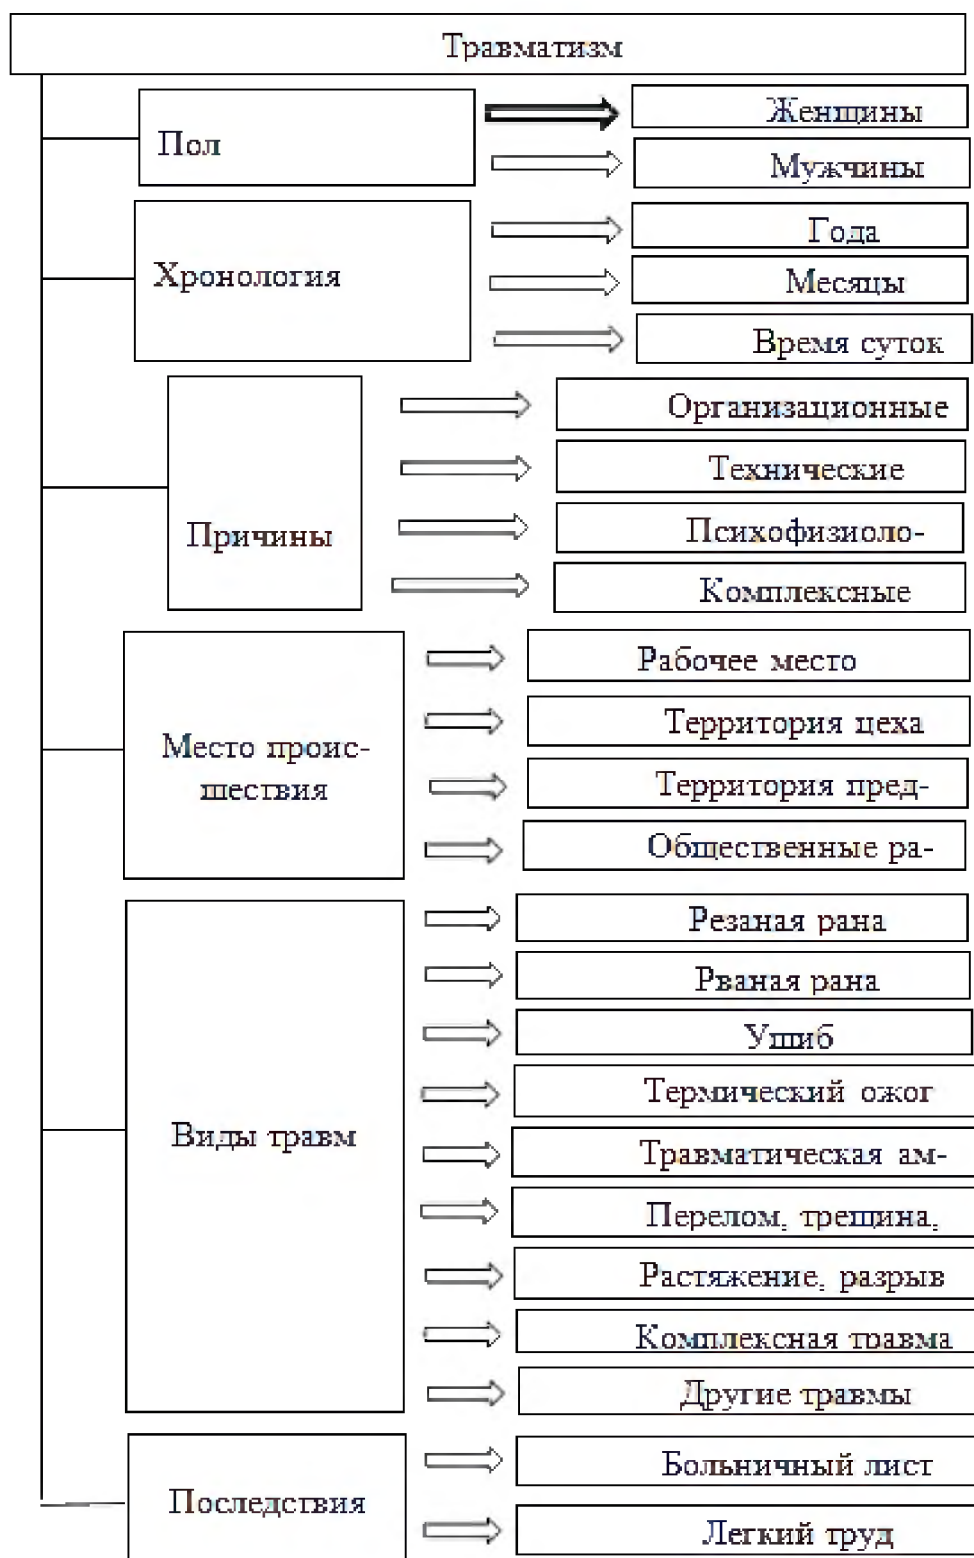 Травматизм
Пол
Женщины
Мужчины
Хронология
Года
Месяцы
Время суток
Причины
Организационные
Технические
Психофизиоло-
Комплексные
Место проис-
шествия
Рабочее место
Территория цеха
Территория пред-
Общественные ра-
Виды травм
Резаная рана
Рваная рана
Ушиб
Термический ожог
Травматическая ам-
Перелом, трещина,
Растяжение, разрыв
Комплексная травма
Другие травмы
Последствия
Больничный лист
Легкий труд